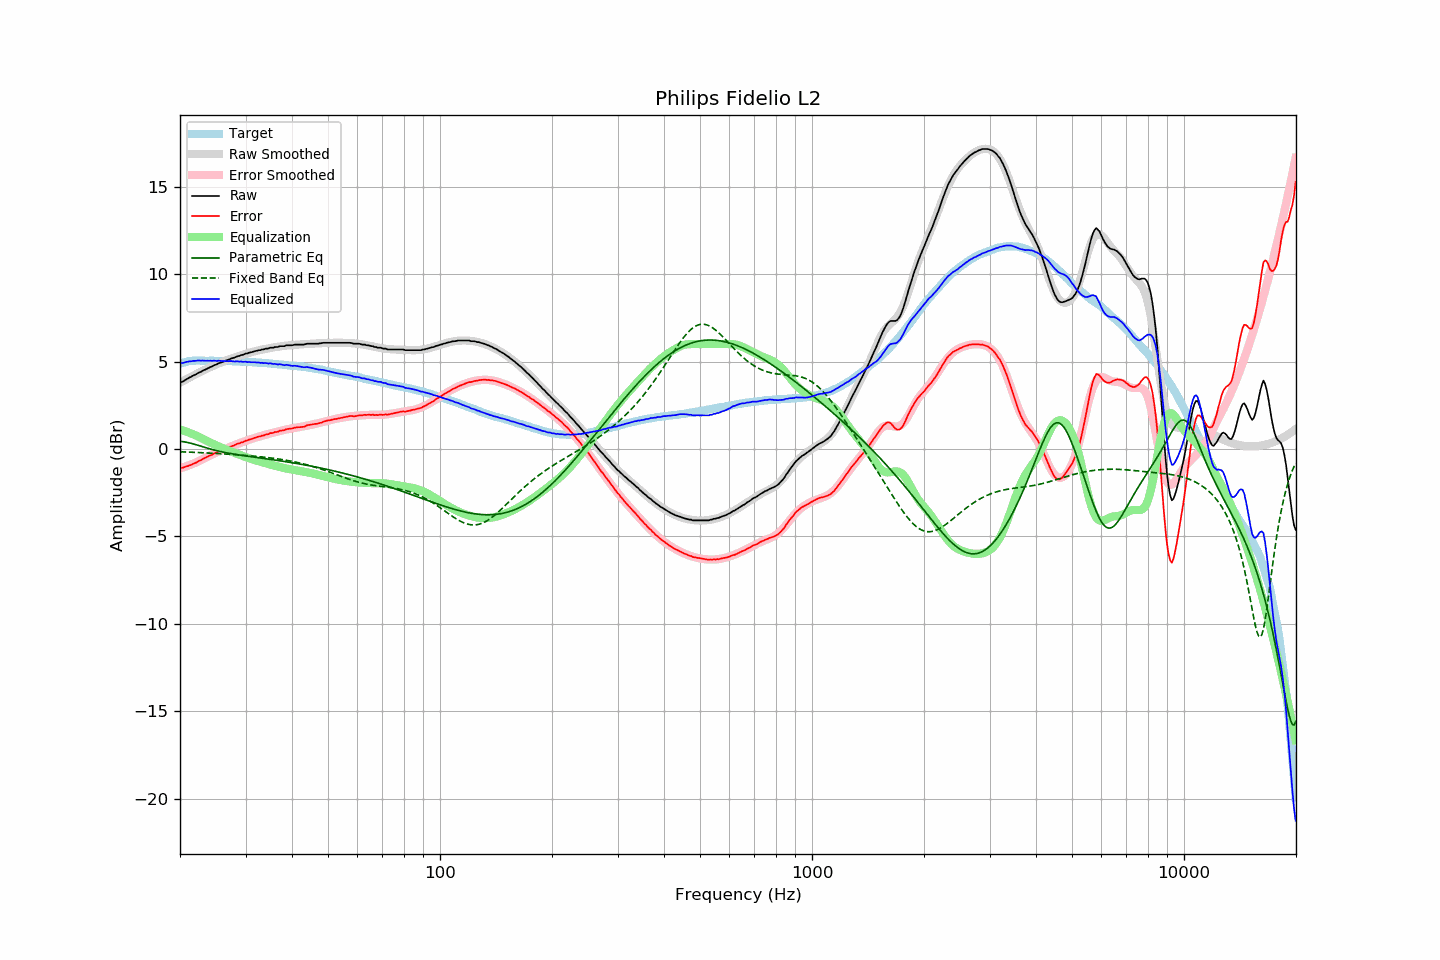 Philips Fidelio L2
Target
Raw Smoothed
Error Smoothed
Raw
Error
Equalization
Parametric Eq
Fixed Band Eq
Equalized
15
10
5
0
−5
−10
−15
−20
Amplitude (dBr)
100 1000 10000
Frequency (Hz)